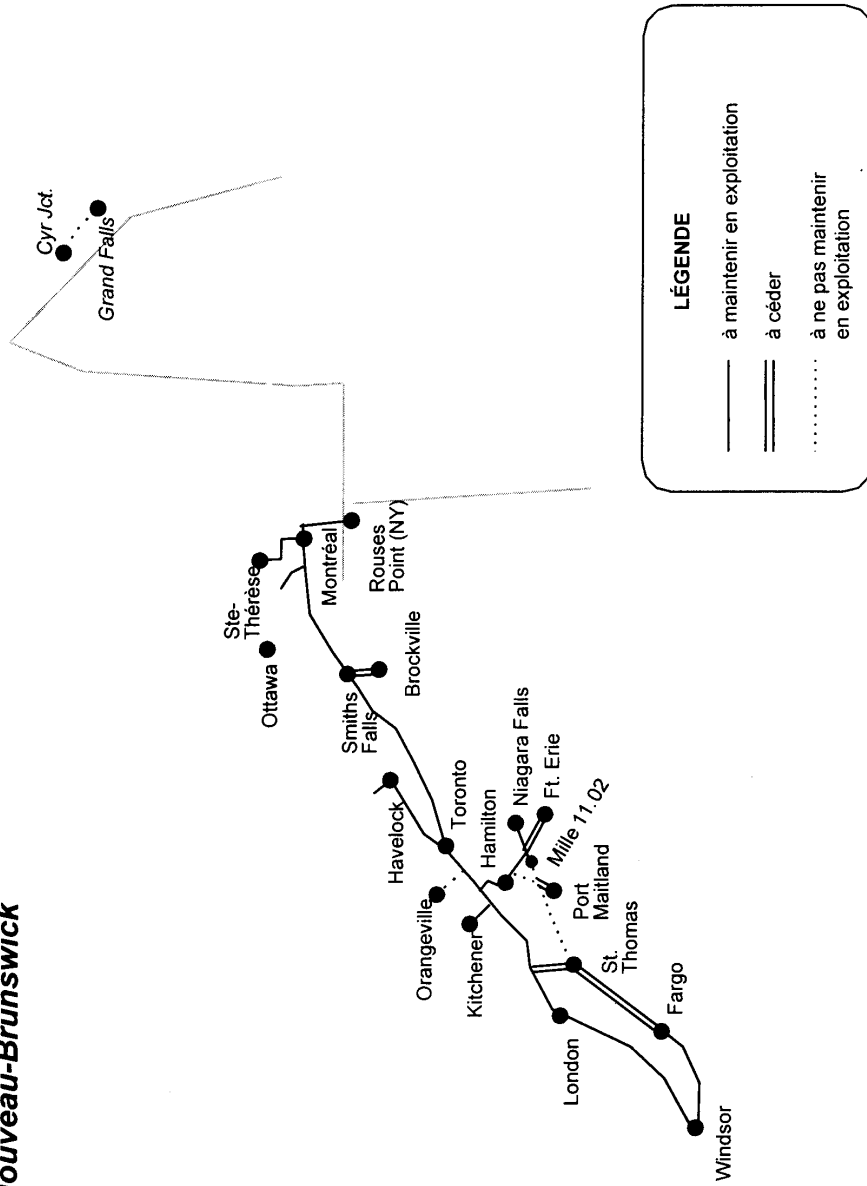 Cyr Jct.
Grand Falls
Ste-
Thérèse
Montréal
Rouses
Point (NY)
Ottawa
Smiths
Falls
Brockville
Havelock
Toronto
Hamilton
Niagara Falls
Ft. Erie
Mille 11.02
Port
Maitland
Orangeville
Kitchener
St.
Thomas
London
Fargo
Windsor
LÉGENDE
à maintenir en exploitation
à céder
à ne pas maintenir
en exploitation